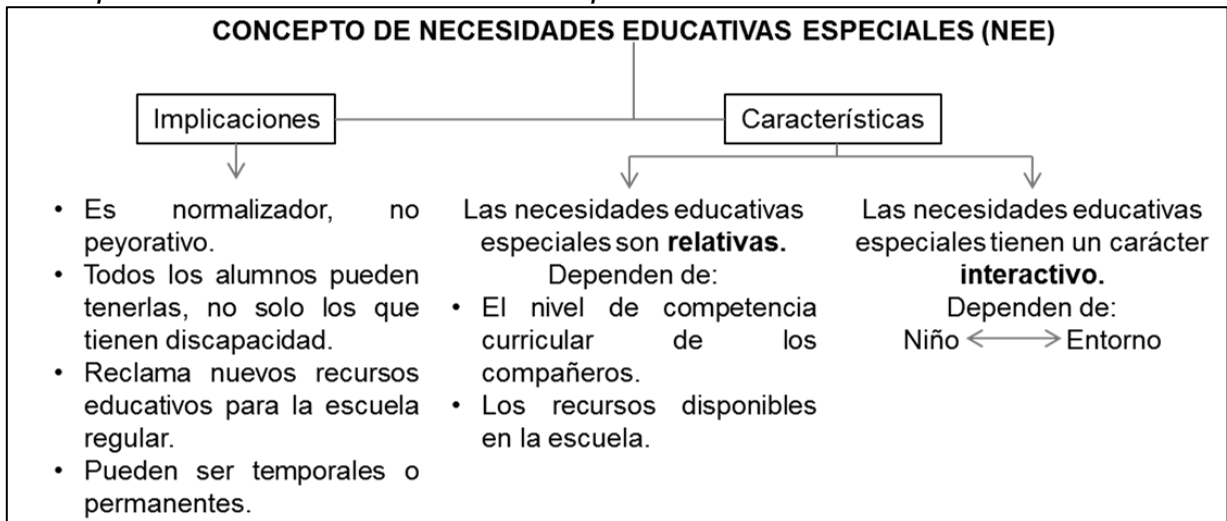 CONCEPTO DE NECESIDADES EDUCATIVAS ESPECIALES (NEE)
Implicaciones
Características
• Es normalizador, no
peyorativo.
• Todos los alumnos pueden
tenerlas, no solo los que
tienen discapacidad.
• Reclama nuevos recursos
educativos para la escuela
regular.
• Pueden ser temporales o
permanentes.
Las necesidades educativas
especiales son relativas.
Dependen de:
• El nivel de competencia
curricular de los
compañeros.
• Los recursos disponibles
en la escuela.
Las necesidades educativas
especiales tienen un carácter
interactivo.
Dependen de:
Niño Entorno